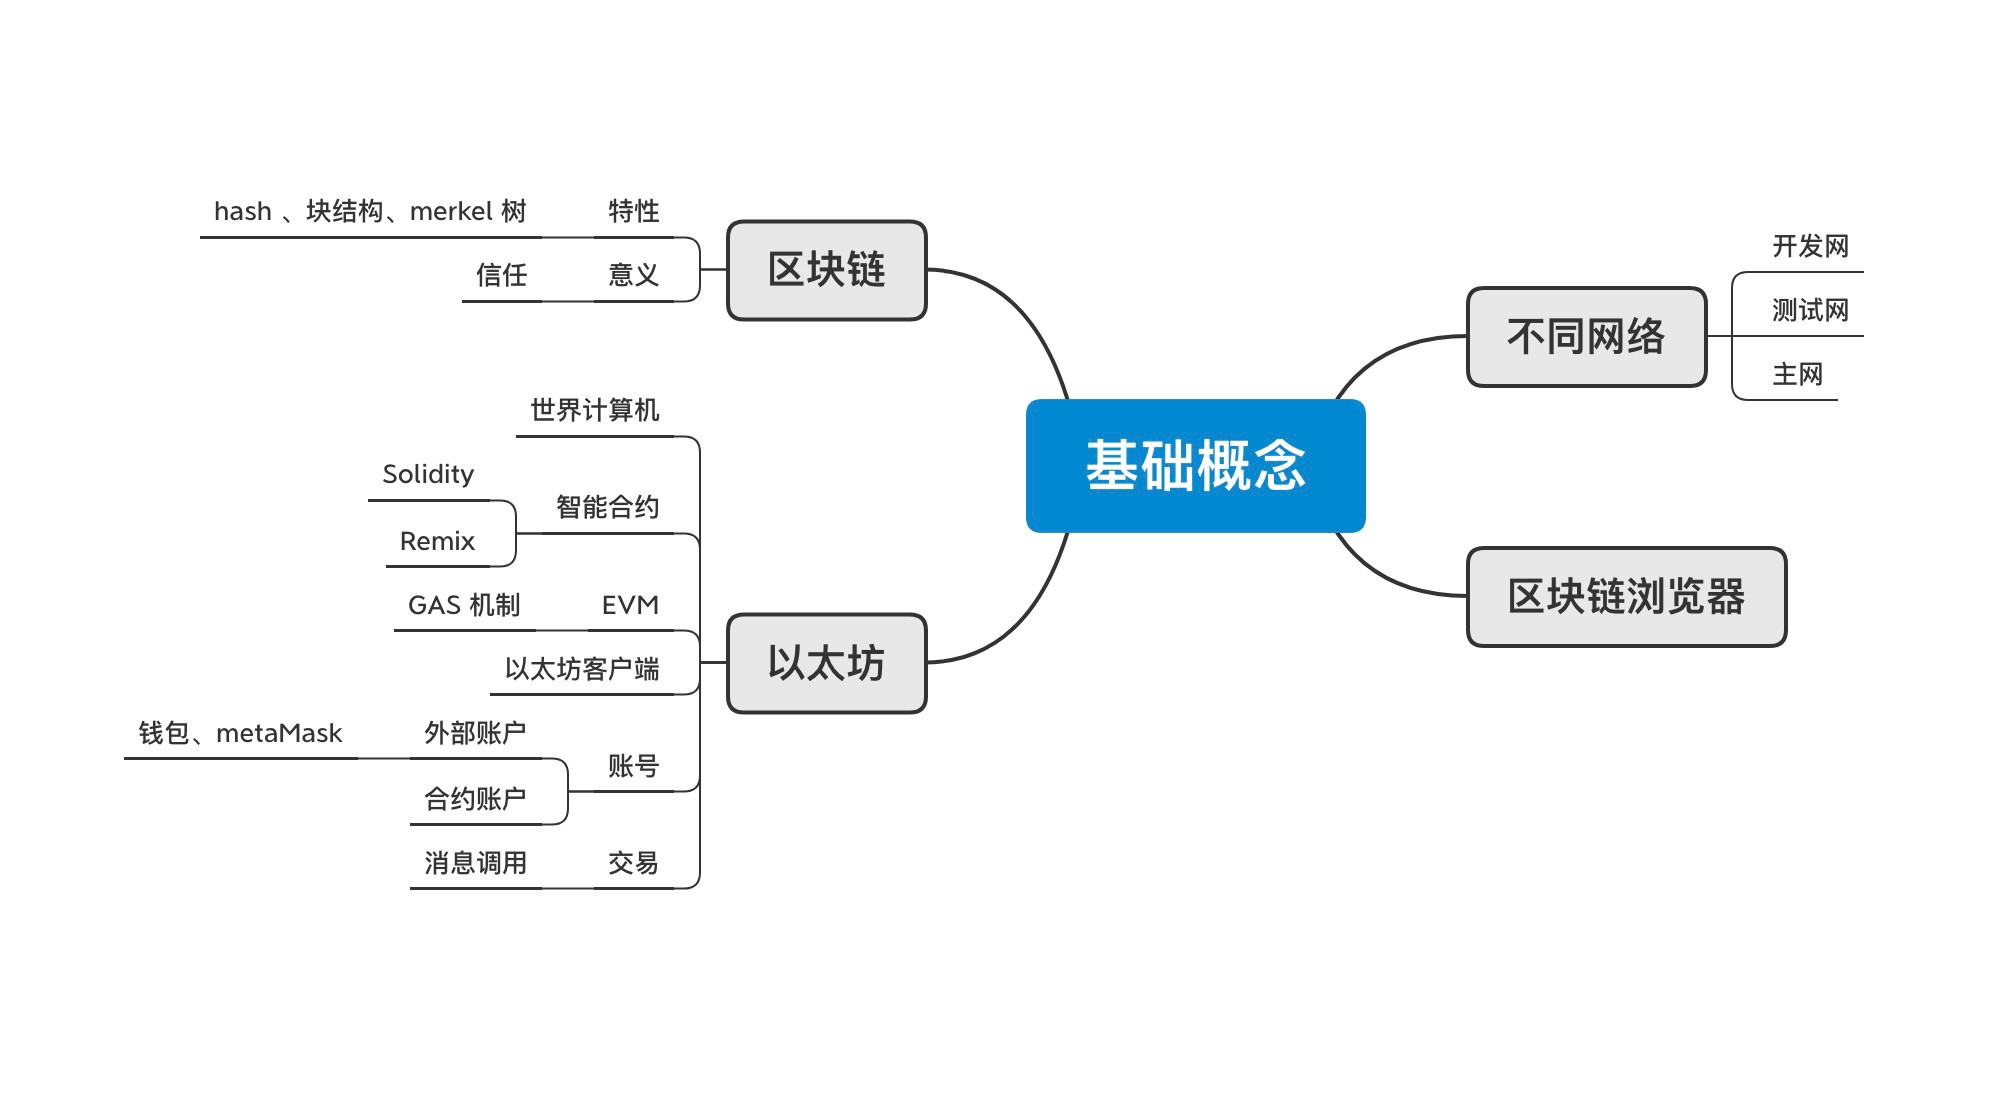 基础概念
区块链
特性
hash 、块结构、merkel 树
意义
信任
以太坊
世界计算机
智能合约
Solidity
Remix
EVM
GAS 机制
以太坊客户端
账号
外部账户
钱包、metaMask
合约账户
交易
消息调用
不同网络
开发网
测试网
主网
区块链浏览器